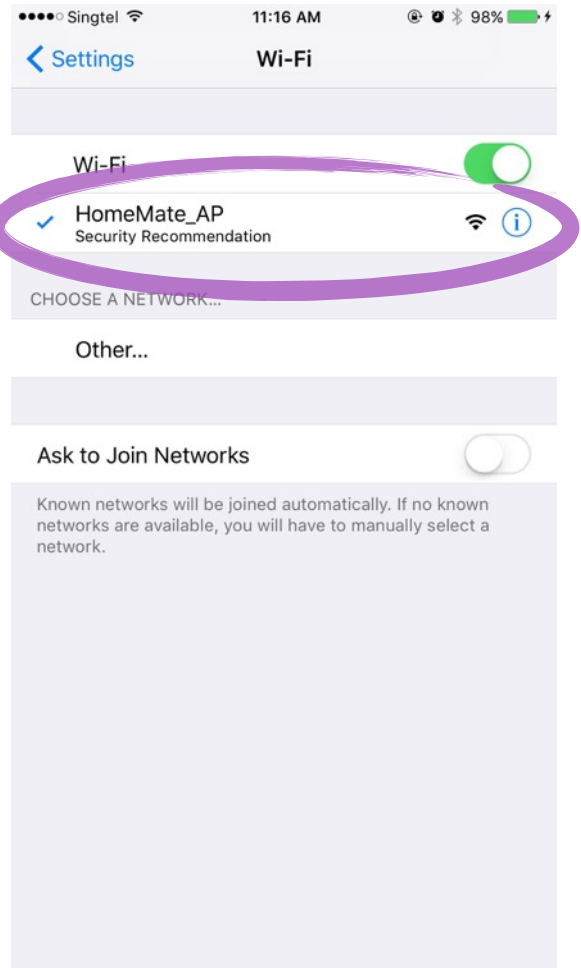 Singtel 11:16 AM 98%
Settings Wi-Fi
Wi-Fi
HomeMate_AP
Security Recommendation
CHOOSE A NETWORK...
Other...
Ask to Join Networks
Known networks will be joined automatically. If no known
networks are available, you will have to manually select a
network.